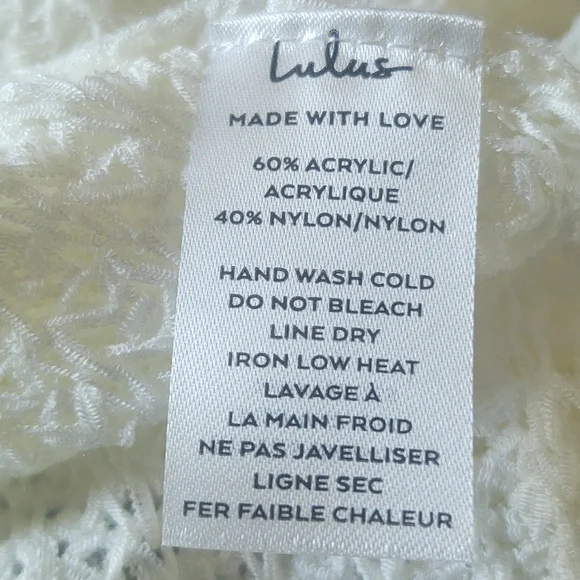 Lulus
MADE WITH LOVE
60% ACRYLIC/
ACRYLIQUE
40% NYLON/NYLON
HAND WASH COLD
DO NOT BLEACH
LINE DRY
IRON LOW HEAT
LAVAGE À
LA MAIN FROID
NE PAS JAVELLISER
LIGNE SEC
FER FAIBLE CHALEUR